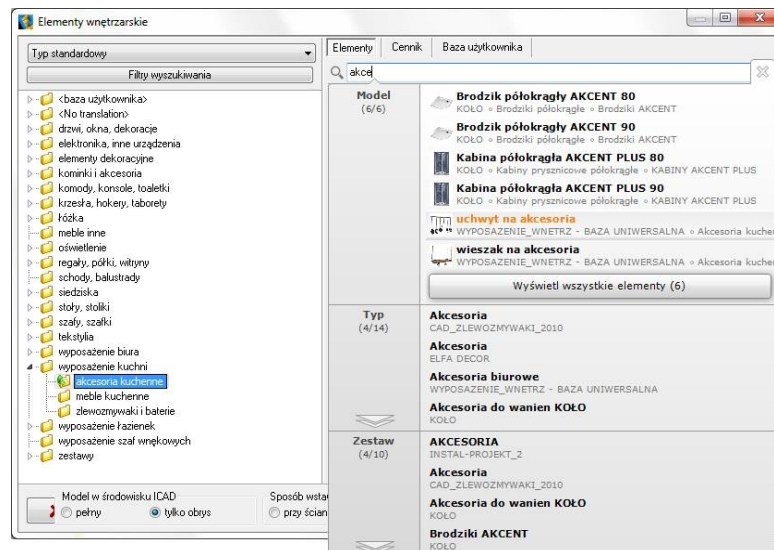 Elementy wnętrzarskie
Typ standardowy
Filtry wyszukiwania
<baza użytkownika>
<No translation>
drzwi, okna, dekoracje
elektronika, inne urządzenia
elementy dekoracyjne
kominki i akcesoria
komody, konsole, toaletki
krzesła, hokery, taborety
łóżka
meble inne
oświetlenie
regały, półki, witryny
schody, balustrady
siedziska
stoły, stoliki
szafy, szafki
tekstylia
wyposażenie biura
wyposażenie kuchni
akcesoria kuchenne
meble kuchenne
zlewozmywaki i baterie
wyposażenie łazienek
wyposażenie szaf wnękowych
zestawy
Model w środowisku ICAD
pełny
tylko obrys
Sposób wsta
przy ścian
Elementy
Cennik
Baza użytkownika
akce
Model
(6/6)
Brodzik półokrągły AKCENT 80
KOŁO » Brodziki półokrągłe » Brodziki AKCENT
Brodzik półokrągły AKCENT 90
KOŁO » Brodziki półokrągłe » Brodziki AKCENT
Kabina półokrągła AKCENT PLUS 80
KOŁO » Kabiny prysznicowe półokrągłe » KABINY AKCENT PLUS
Kabina półokrągła AKCENT PLUS 90
KOŁO » Kabiny prysznicowe półokrągłe » KABINY AKCENT PLUS
uchwyt na akcesoria
WYPOSAZENIE_WNETRZ - BAZA UNIWERSALNA » Akcesoria kuche
wieszak na akcesoria
WYPOSAZENIE_WNETRZ - BAZA UNIWERSALNA » Akcesoria kuche
Wyświetl wszystkie elementy (6)
Typ
(4/14)
Akcesoria
CAD_ZLEWOZMYWAKI_2010
Akcesoria
ELFA DECOR
Akcesoria biurowe
WYPOSAZENIE_WNETRZ - BAZA UNIWERSALNA
Akcesoria do wanien KOŁO
KOŁO
Zestaw
(4/10)
AKCESORIA
INSTAL-PROJEKT_2
Akcesoria
CAD_ZLEWOZMYWAKI_2010
Akcesoria do wanien KOŁO
KOŁO
Brodziki AKCENT
KOŁO